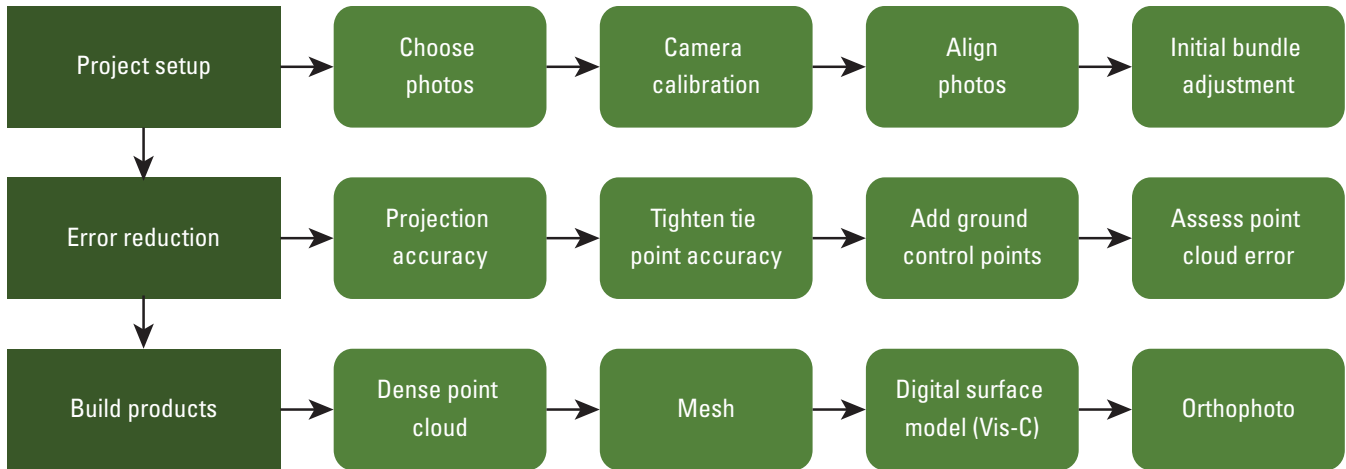 Project setup
Choose
photos
Camera
calibration
Align
photos
Initial bundle
adjustment
Error reduction
Projection
accuracy
Tighten tie
point accuracy
Add ground
control points
Assess point
cloud error
Build products
Dense point
cloud
Mesh
Digital surface
model (Vis-C)
Orthophoto